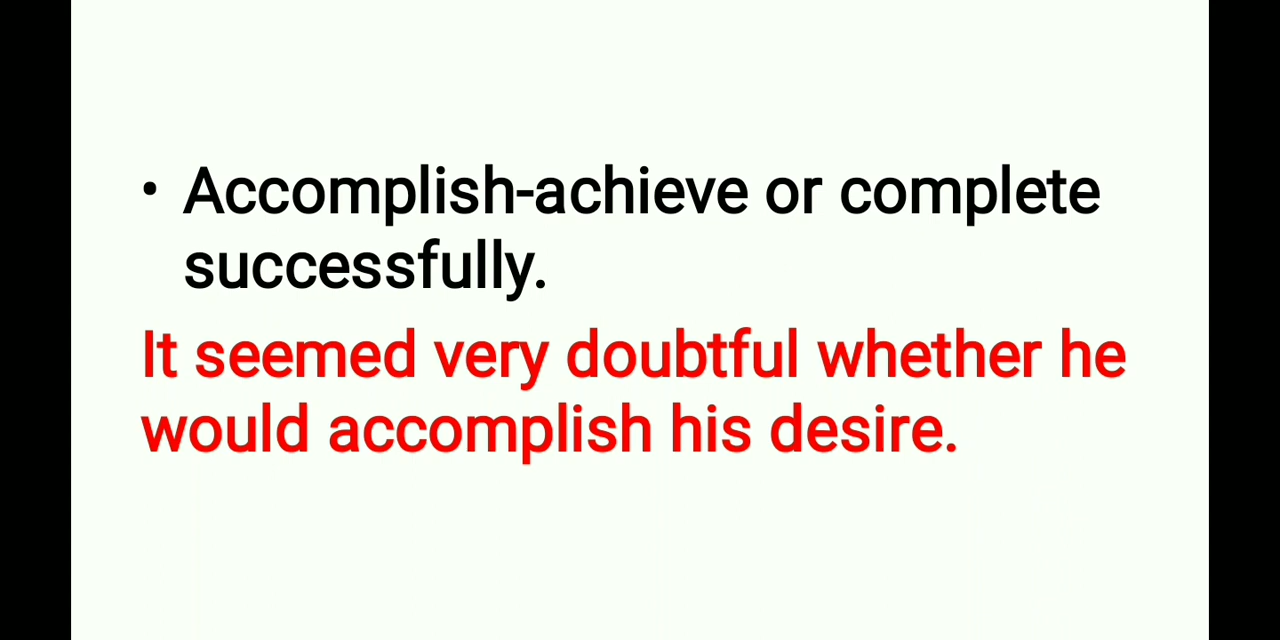 • Accomplish-achieve or complete
successfully.
It seemed very doubtful whether he
would accomplish his desire.